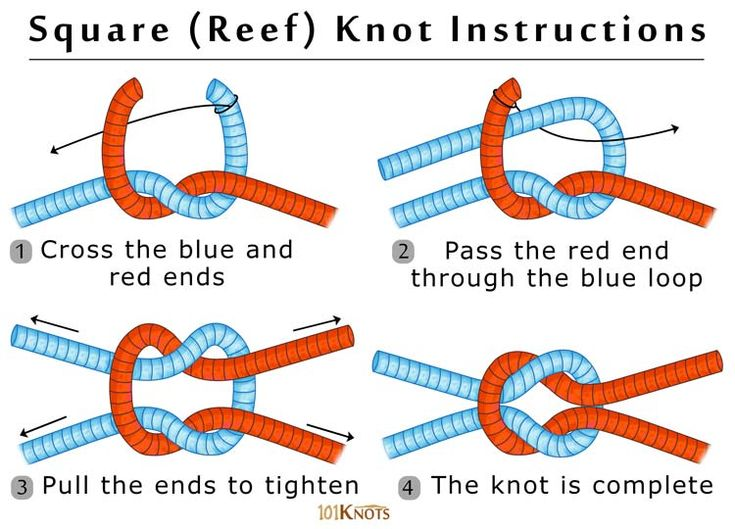 Square (Reef) Knot Instructions
1 Cross the blue and
red ends
2 Pass the red end
through the blue loop
3 Pull the ends to tighten
4 The knot is complete
101KNOTS